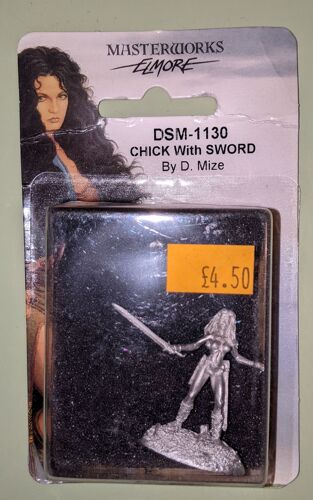 MASTERWORKS
ELMORE
DSM-1130
CHICK With SWORD
By D. Mize
£4.50